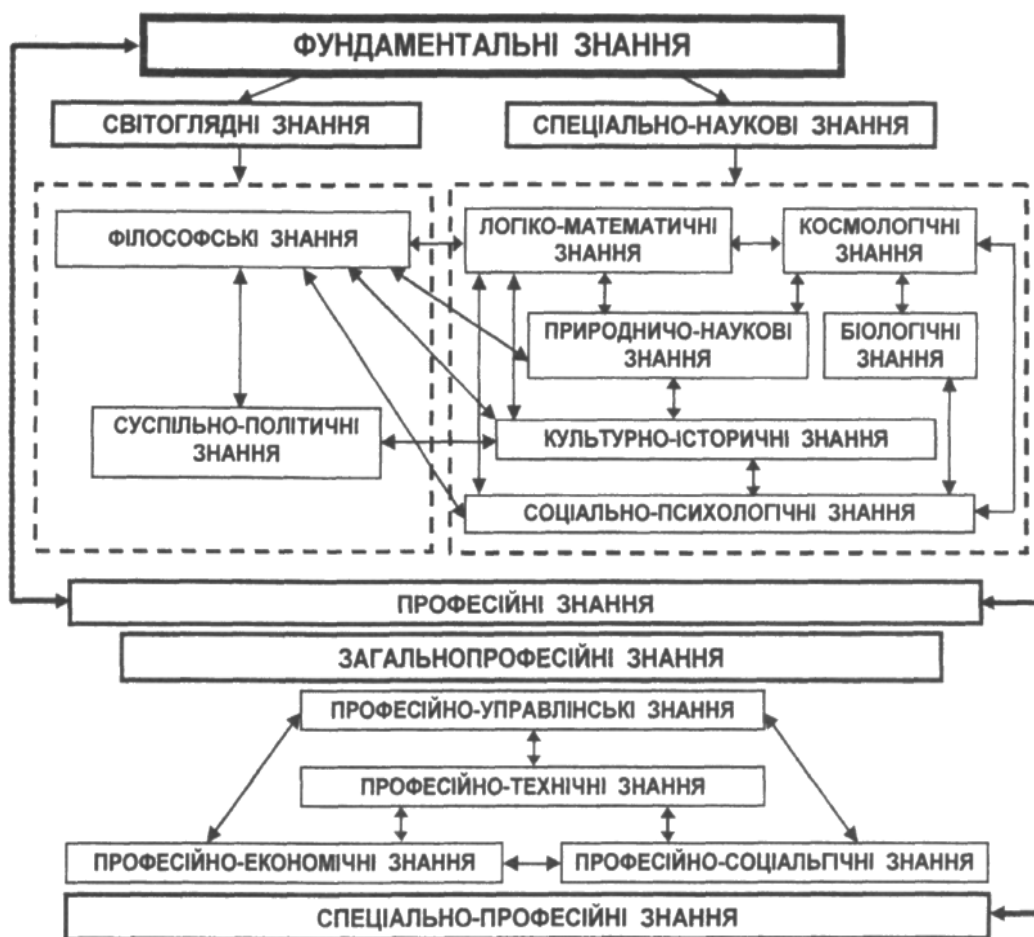 ФУНДАМЕНТАЛЬНІ ЗНАННЯ
СВІТОГЛЯДНІ ЗНАННЯ
СПЕЦІАЛЬНО-НАУКОВІ ЗНАННЯ
ФІЛОСОФСЬКІ ЗНАННЯ
ЛОГІКО-МАТЕМАТИЧНІ
ЗНАННЯ
КОСМОЛОГІЧНІ
ЗНАННЯ
ПРИРОДНИЧО-НАУКОВІ
ЗНАННЯ
БІОЛОГІЧНІ
ЗНАННЯ
СУСПІЛЬНО-ПОЛІТИЧНІ
ЗНАННЯ
КУЛЬТУРНО-ІСТОРИЧНІ ЗНАННЯ
СОЦІАЛЬНО-ПСИХОЛОГІЧНІ ЗНАННЯ
ПРОФЕСІЙНІ ЗНАННЯ
ЗАГАЛЬНОПРОФЕСІЙНІ ЗНАННЯ
ПРОФЕСІЙНО-УПРАВЛІНСЬКІ ЗНАННЯ
ПРОФЕСІЙНО-ТЕХНІЧНІ ЗНАННЯ
ПРОФЕСІЙНО-ЕКОНОМІЧНІ ЗНАННЯ
ПРОФЕСІЙНО-СОЦІАЛЬГІЧНІ ЗНАННЯ
СПЕЦІАЛЬНО-ПРОФЕСІЙНІ ЗНАННЯ